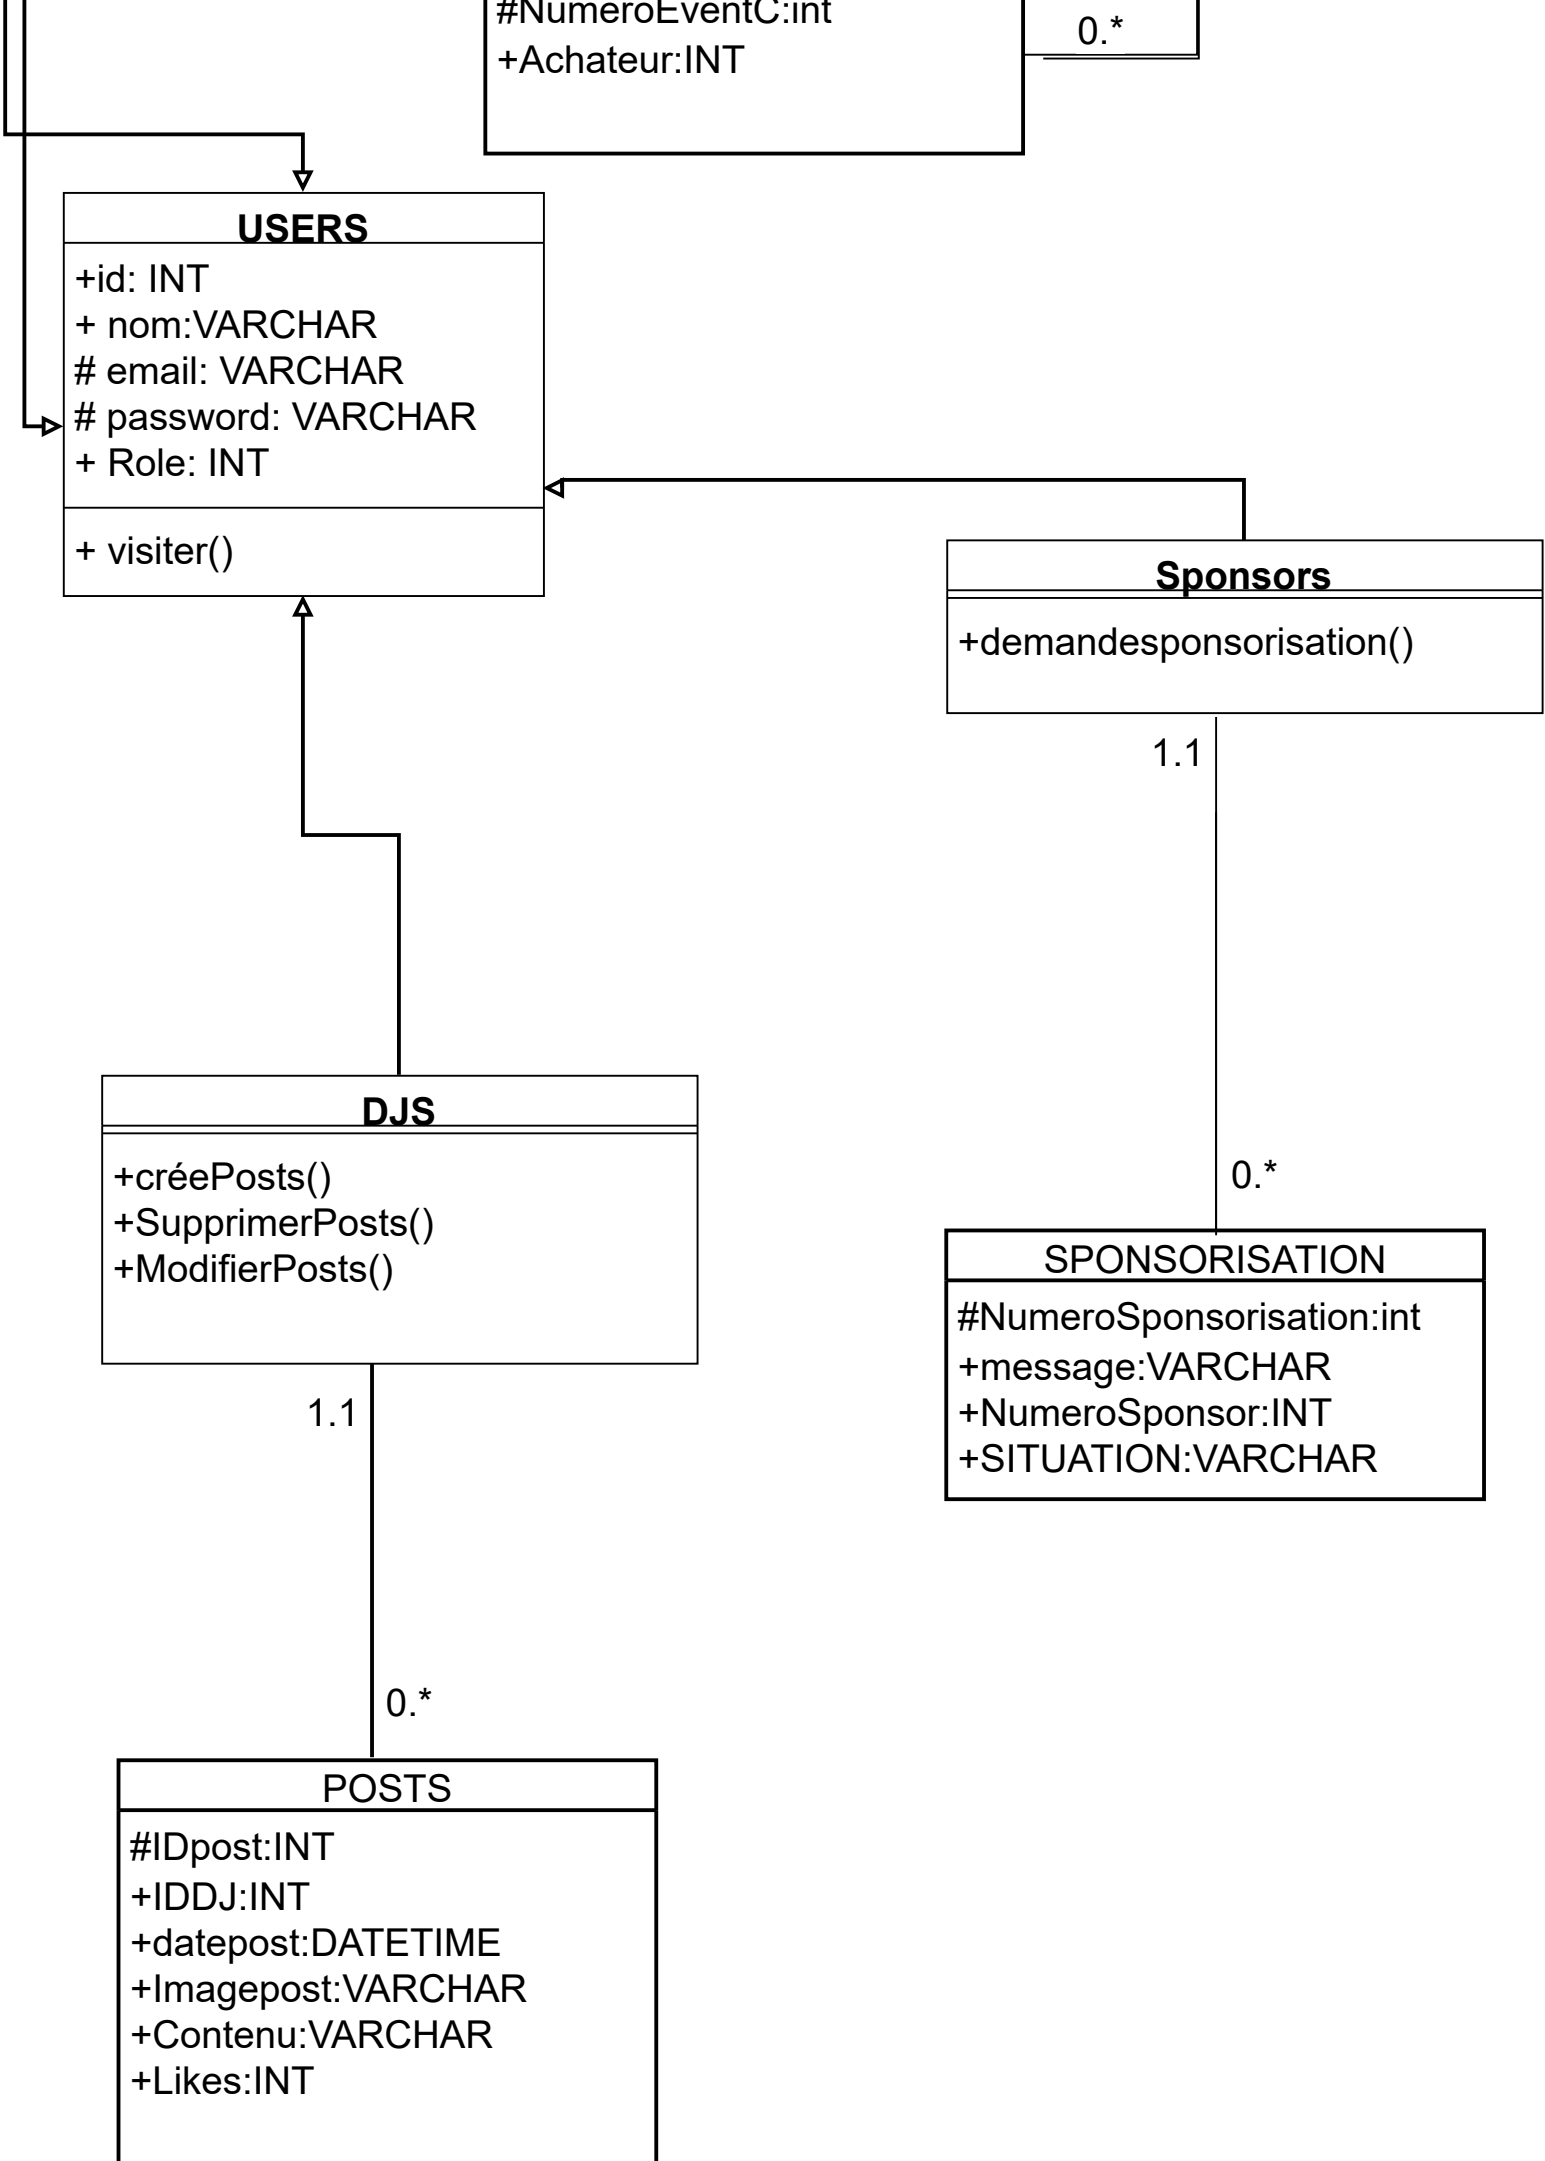 #NumeroEventC:int
+Achateur:INT
0.*
USERS
+id: INT
+ nom:VARCHAR
# email: VARCHAR
# password: VARCHAR
+ Role: INT
+ visiter()
Sponsors
+demandesponsorisation()
1.1
0.*
DJS
+créePosts()
+SupprimerPosts()
+ModifierPosts()
SPONSORISATION
#NumeroSponsorisation:int
+message:VARCHAR
+NumeroSponsor:INT
+SITUATION:VARCHAR
1.1
0.*
POSTS
#IDpost:INT
+IDDJ:INT
+datepost:DATETIME
+Imagepost:VARCHAR
+Contenu:VARCHAR
+Likes:INT